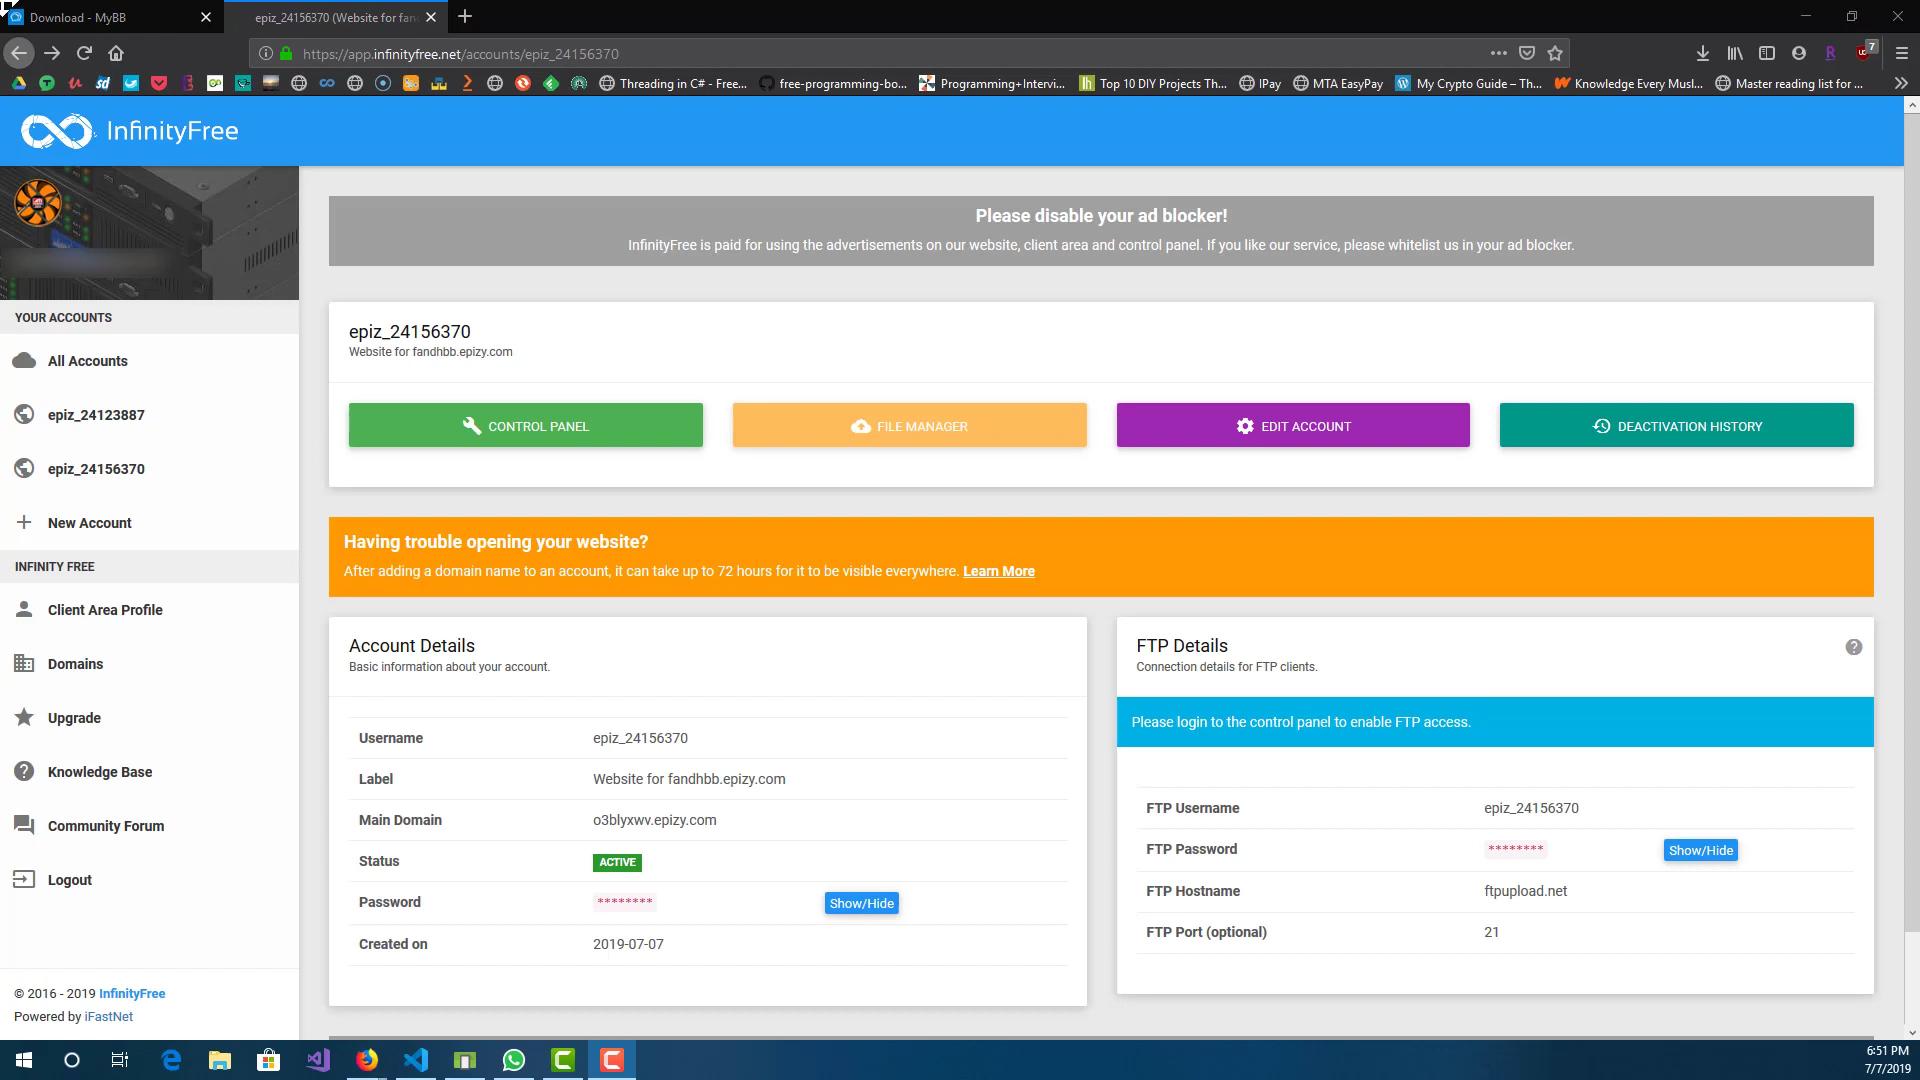 Download - MyBB
epiz_24156370 (Website for fan
https://app.infinityfree.net/accounts/epiz_24156370
7
Threading in C# - Free...
free-programming-bo...
Programming+Intervi...
Top 10 DIY Projects Th...
IPay
MTA EasyPay
My Crypto Guide – Th...
Knowledge Every Musl...
Master reading list for ...
InfinityFree
Please disable your ad blocker!
InfinityFree is paid for using the advertisements on our website, client area and control panel. If you like our service, please whitelist us in your ad blocker.
YOUR ACCOUNTS
All Accounts
epiz_24123887
epiz_24156370
New Account
INFINITY FREE
Client Area Profile
Domains
Upgrade
Knowledge Base
Community Forum
Logout
© 2016 - 2019 InfinityFree
Powered by iFastNet
epiz_24156370
Website for fandhbb.epizy.com
CONTROL PANEL
FILE MANAGER
EDIT ACCOUNT
DEACTIVATION HISTORY
Having trouble opening your website?
After adding a domain name to an account, it can take up to 72 hours for it to be visible everywhere. Learn More
Account Details
Basic information about your account.
Username epiz_24156370
Label Website for fandhbb.epizy.com
Main Domain o3blyxwv.epizy.com
Status ACTIVE
Password ******** Show/Hide
Created on 2019-07-07
FTP Details
Connection details for FTP clients.
Please login to the control panel to enable FTP access.
FTP Username epiz_24156370
FTP Password ******** Show/Hide
FTP Hostname ftpupload.net
FTP Port (optional) 21
6:51 PM
7/7/2019